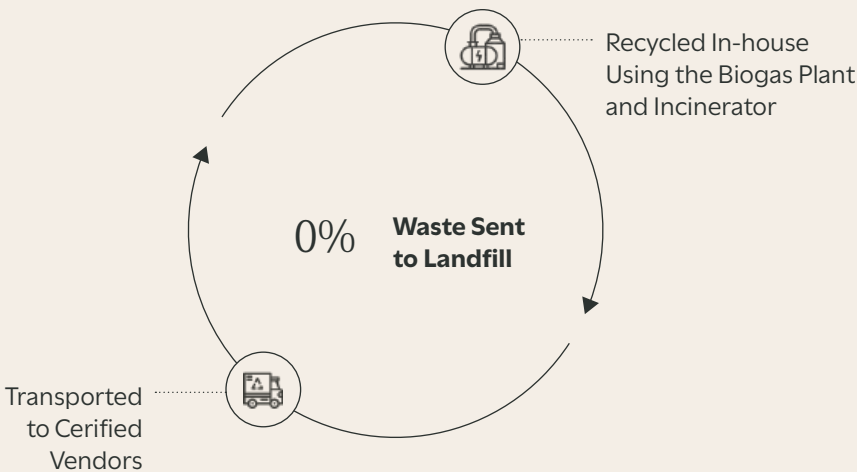 Recycled In-house
Using the Biogas Plant
and Incinerator
0%
Waste Sent
to Landfill
Transported
to Cerified
Vendors